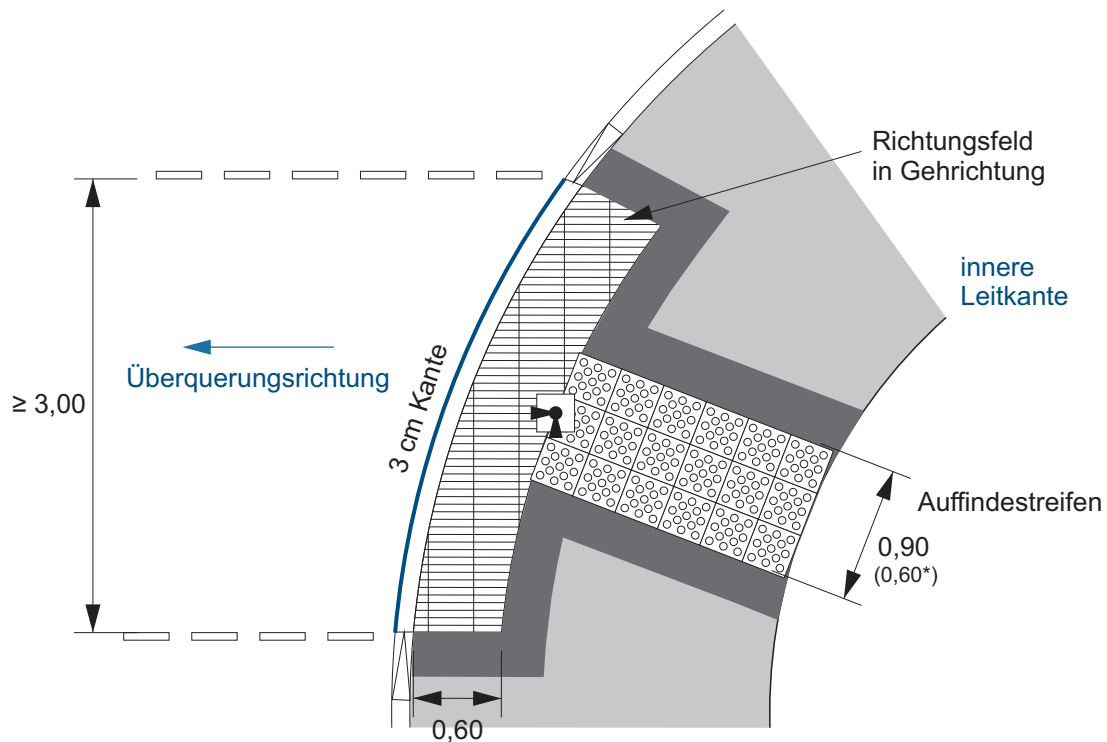 Richtungsfeld
in Gehrichtung
innere
Leitkante
Überquerungsrichtung
≥ 3,00
3 cm Kante
Auffindestreifen
0,90
(0,60*)
0,60